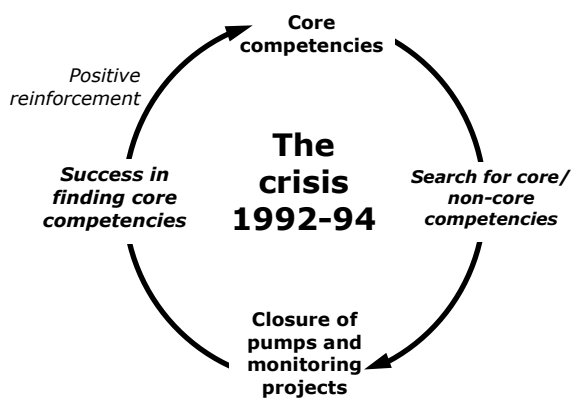 Core
competencies
Positive
reinforcement
The
crisis
1992-94
Success in
finding core
competencies
Search for core/
non-core
competencies
Closure of
pumps and
monitoring
projects